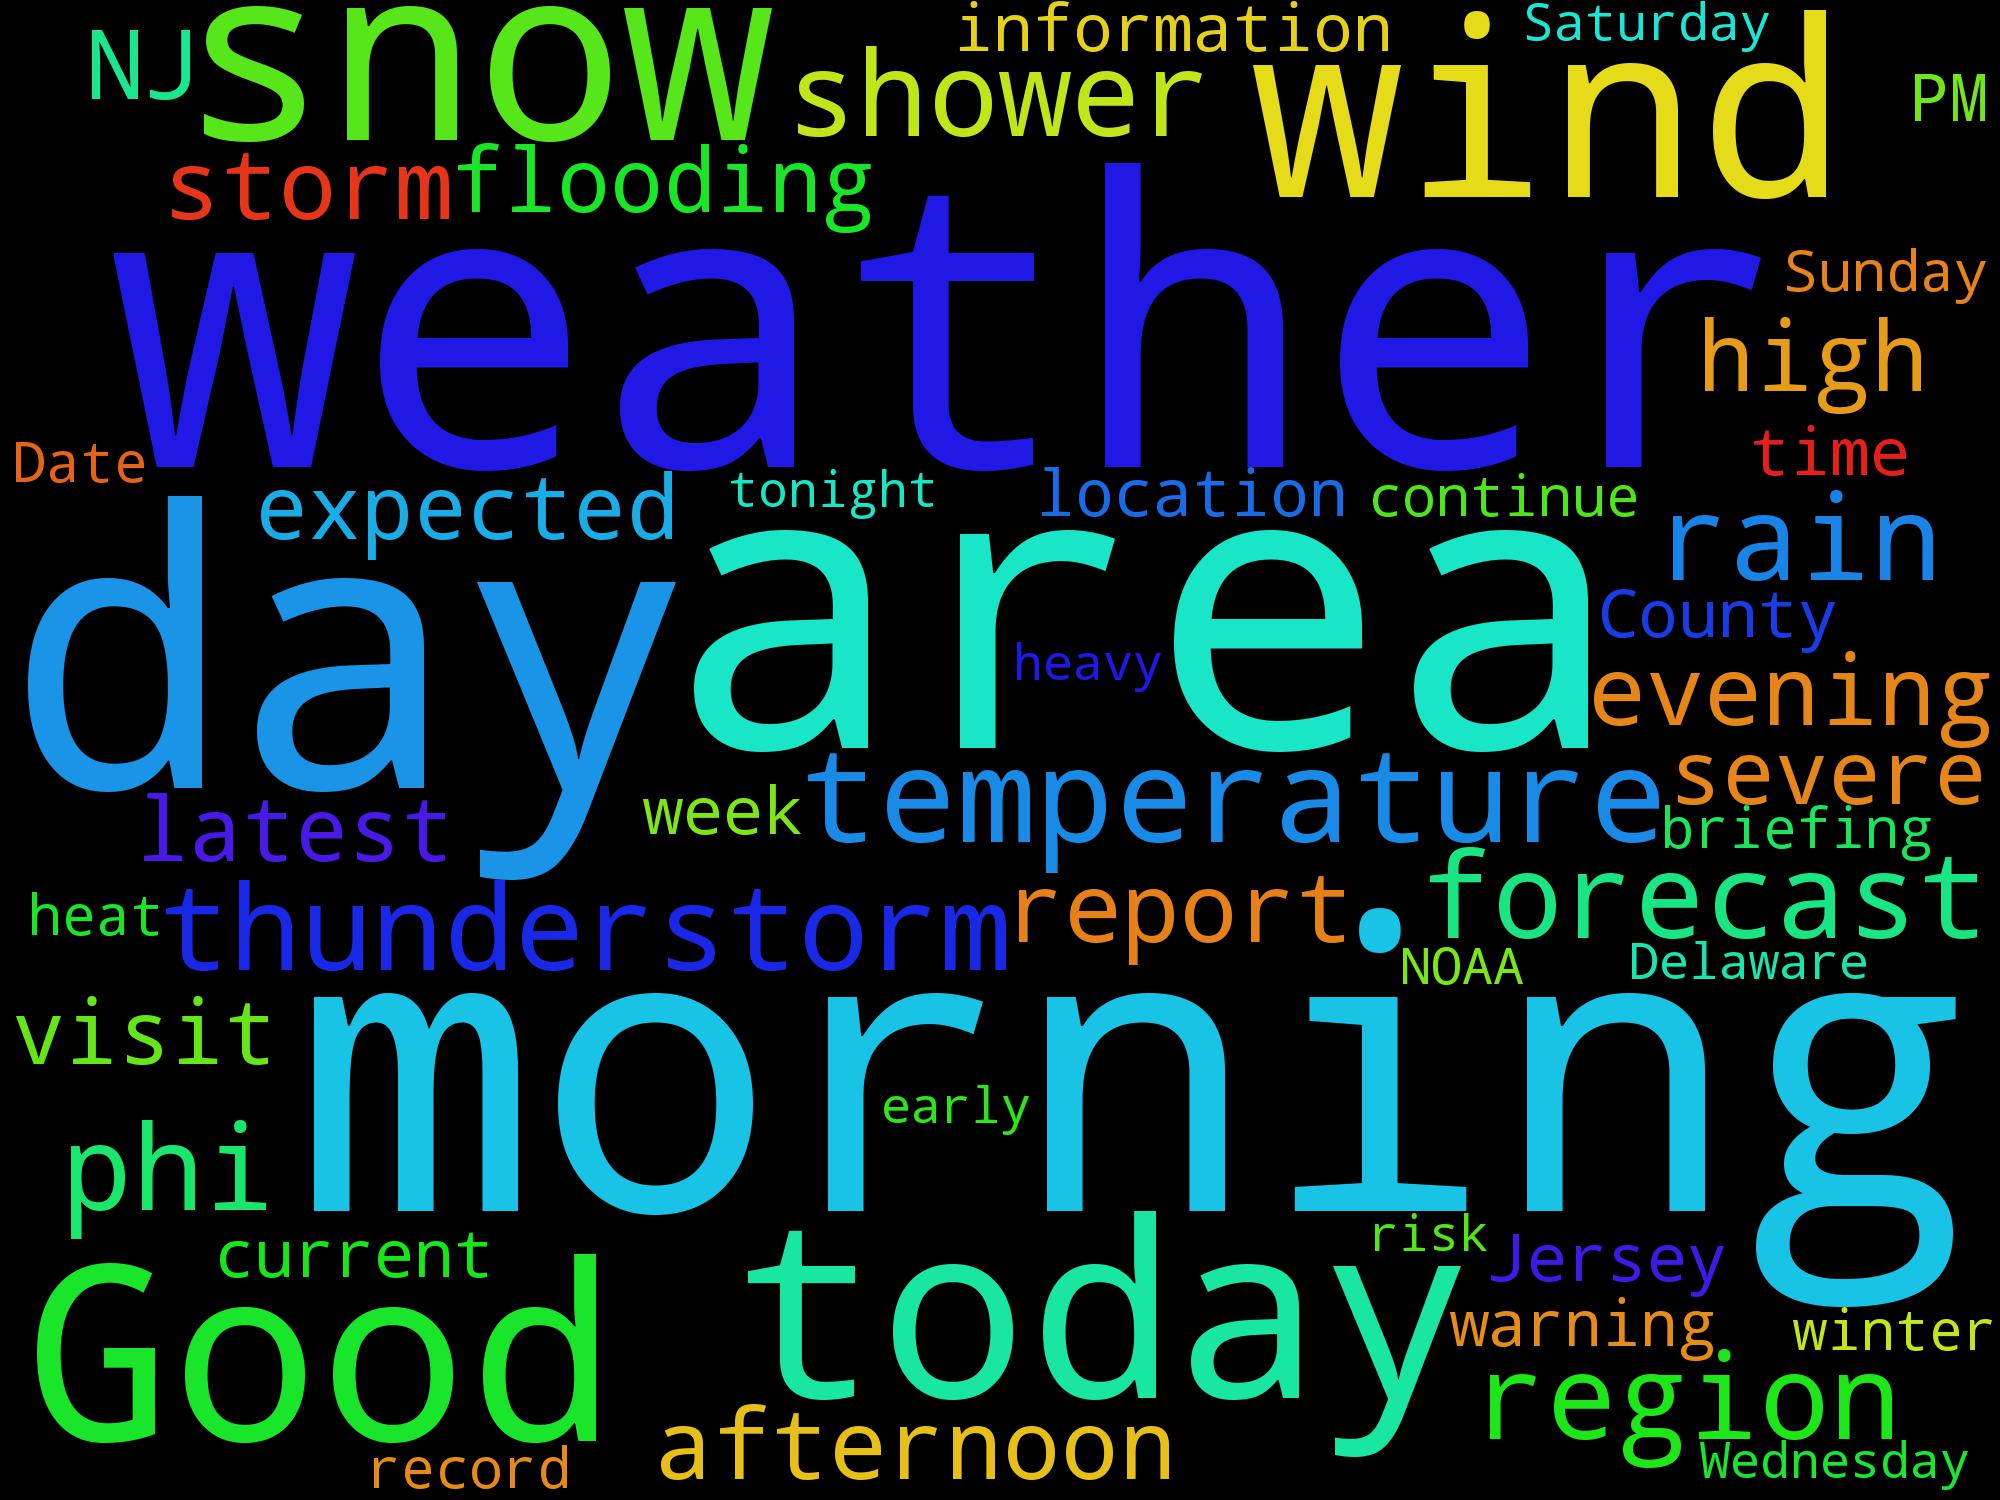 NJ snow information Saturday
shower wind PM
storm flooding
weather Sunday
high
Date time
expected tonight location continue rain
day area County
heavy evening
severe
latest week temperature briefing
heat thunderstorm report forecast
NOAA Delaware
visit morning
early
phi
current risk Jersey
Good today warning winter
region
record afternoon Wednesday